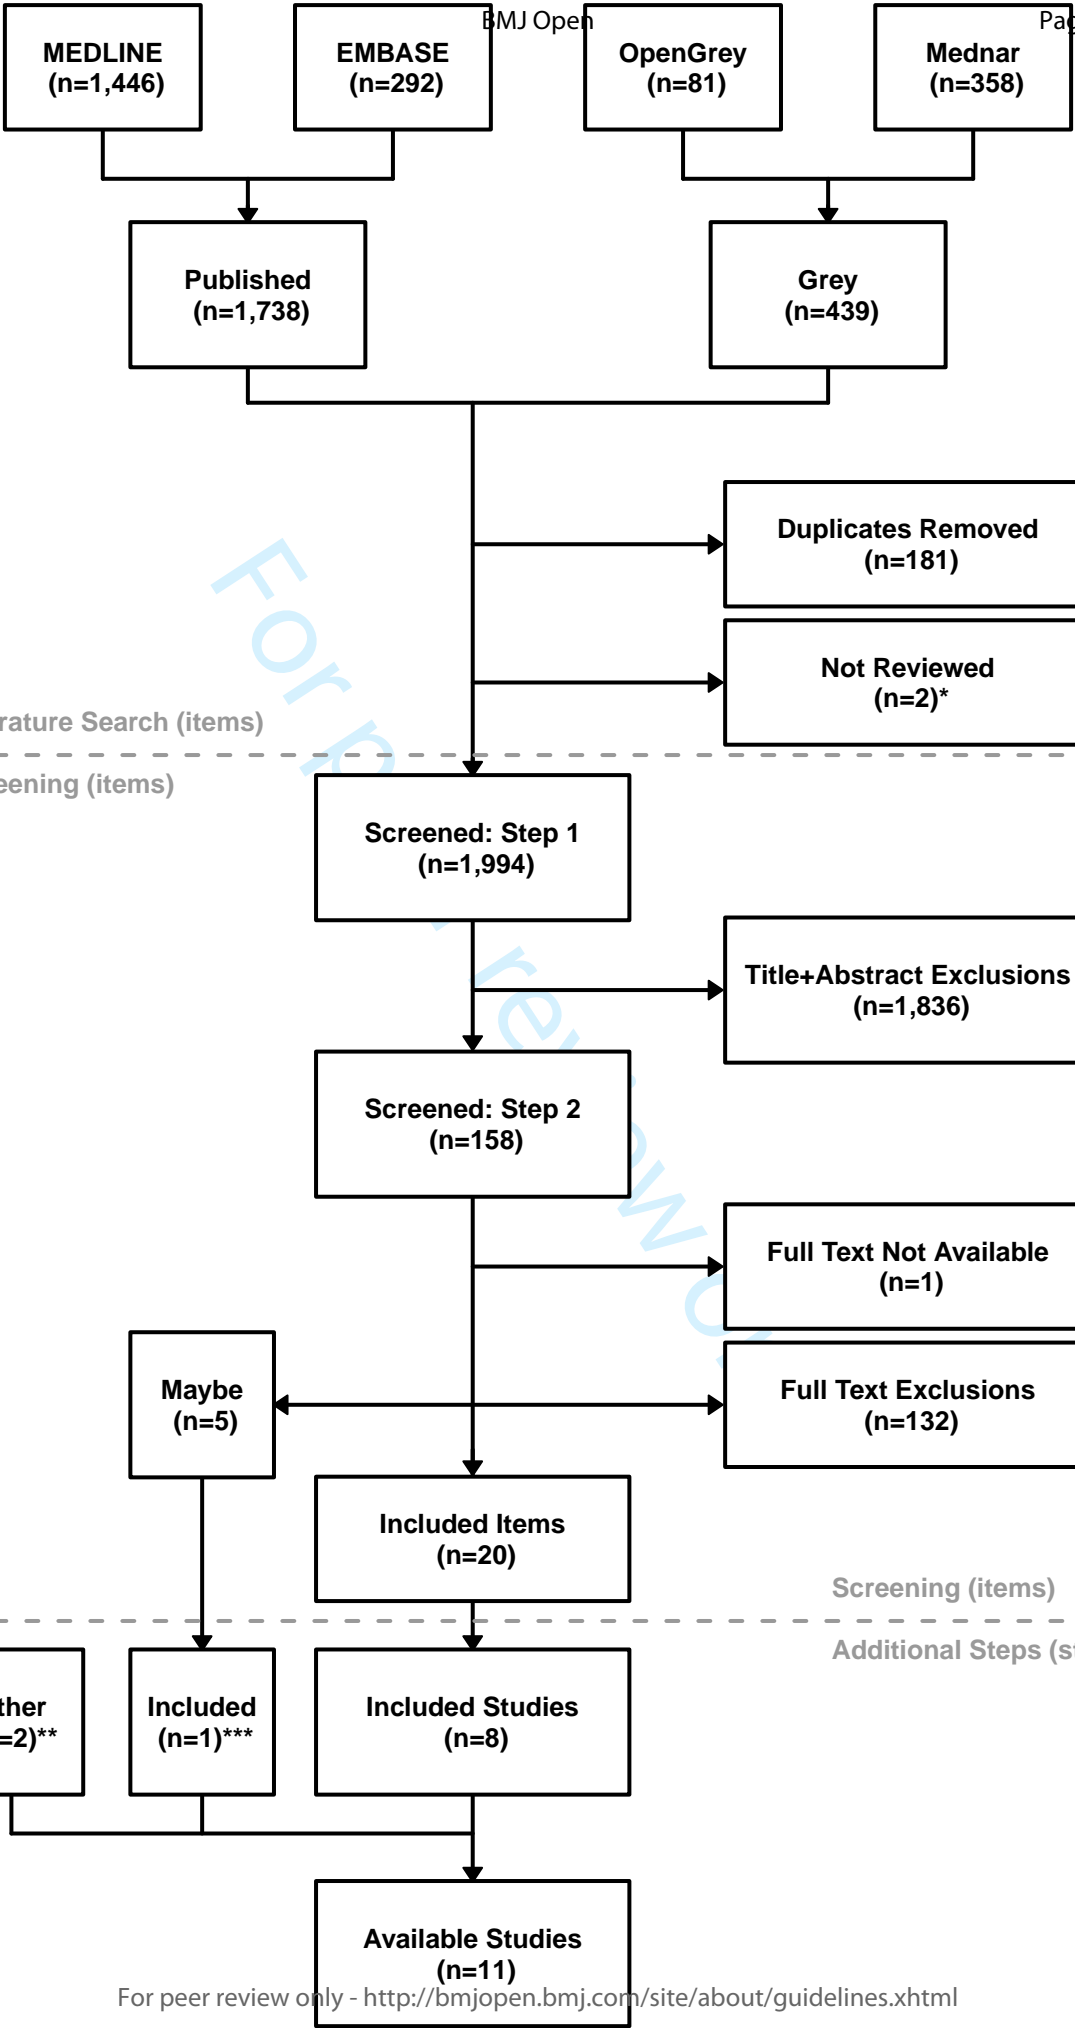 BMJ Open
Pag
MEDLINE
(n=1,446)
EMBASE
(n=292)
OpenGrey
(n=81)
Mednar
(n=358)
Published
(n=1,738)
Grey
(n=439)
Duplicates Removed
(n=181)
Not Reviewed
(n=2)*
rature Search (items)
eening (items)
Screened: Step 1
(n=1,994)
Title+Abstract Exclusions
(n=1,836)
Screened: Step 2
(n=158)
Full Text Not Available
(n=1)
Maybe
(n=5)
Full Text Exclusions
(n=132)
Included Items
(n=20)
Screening (items)
Additional Steps (st
ther
=2)**
Included
(n=1)***
Included Studies
(n=8)
Available Studies
(n=11)
For peer review only - http://bmjopen.bmj.com/site/about/guidelines.xhtml